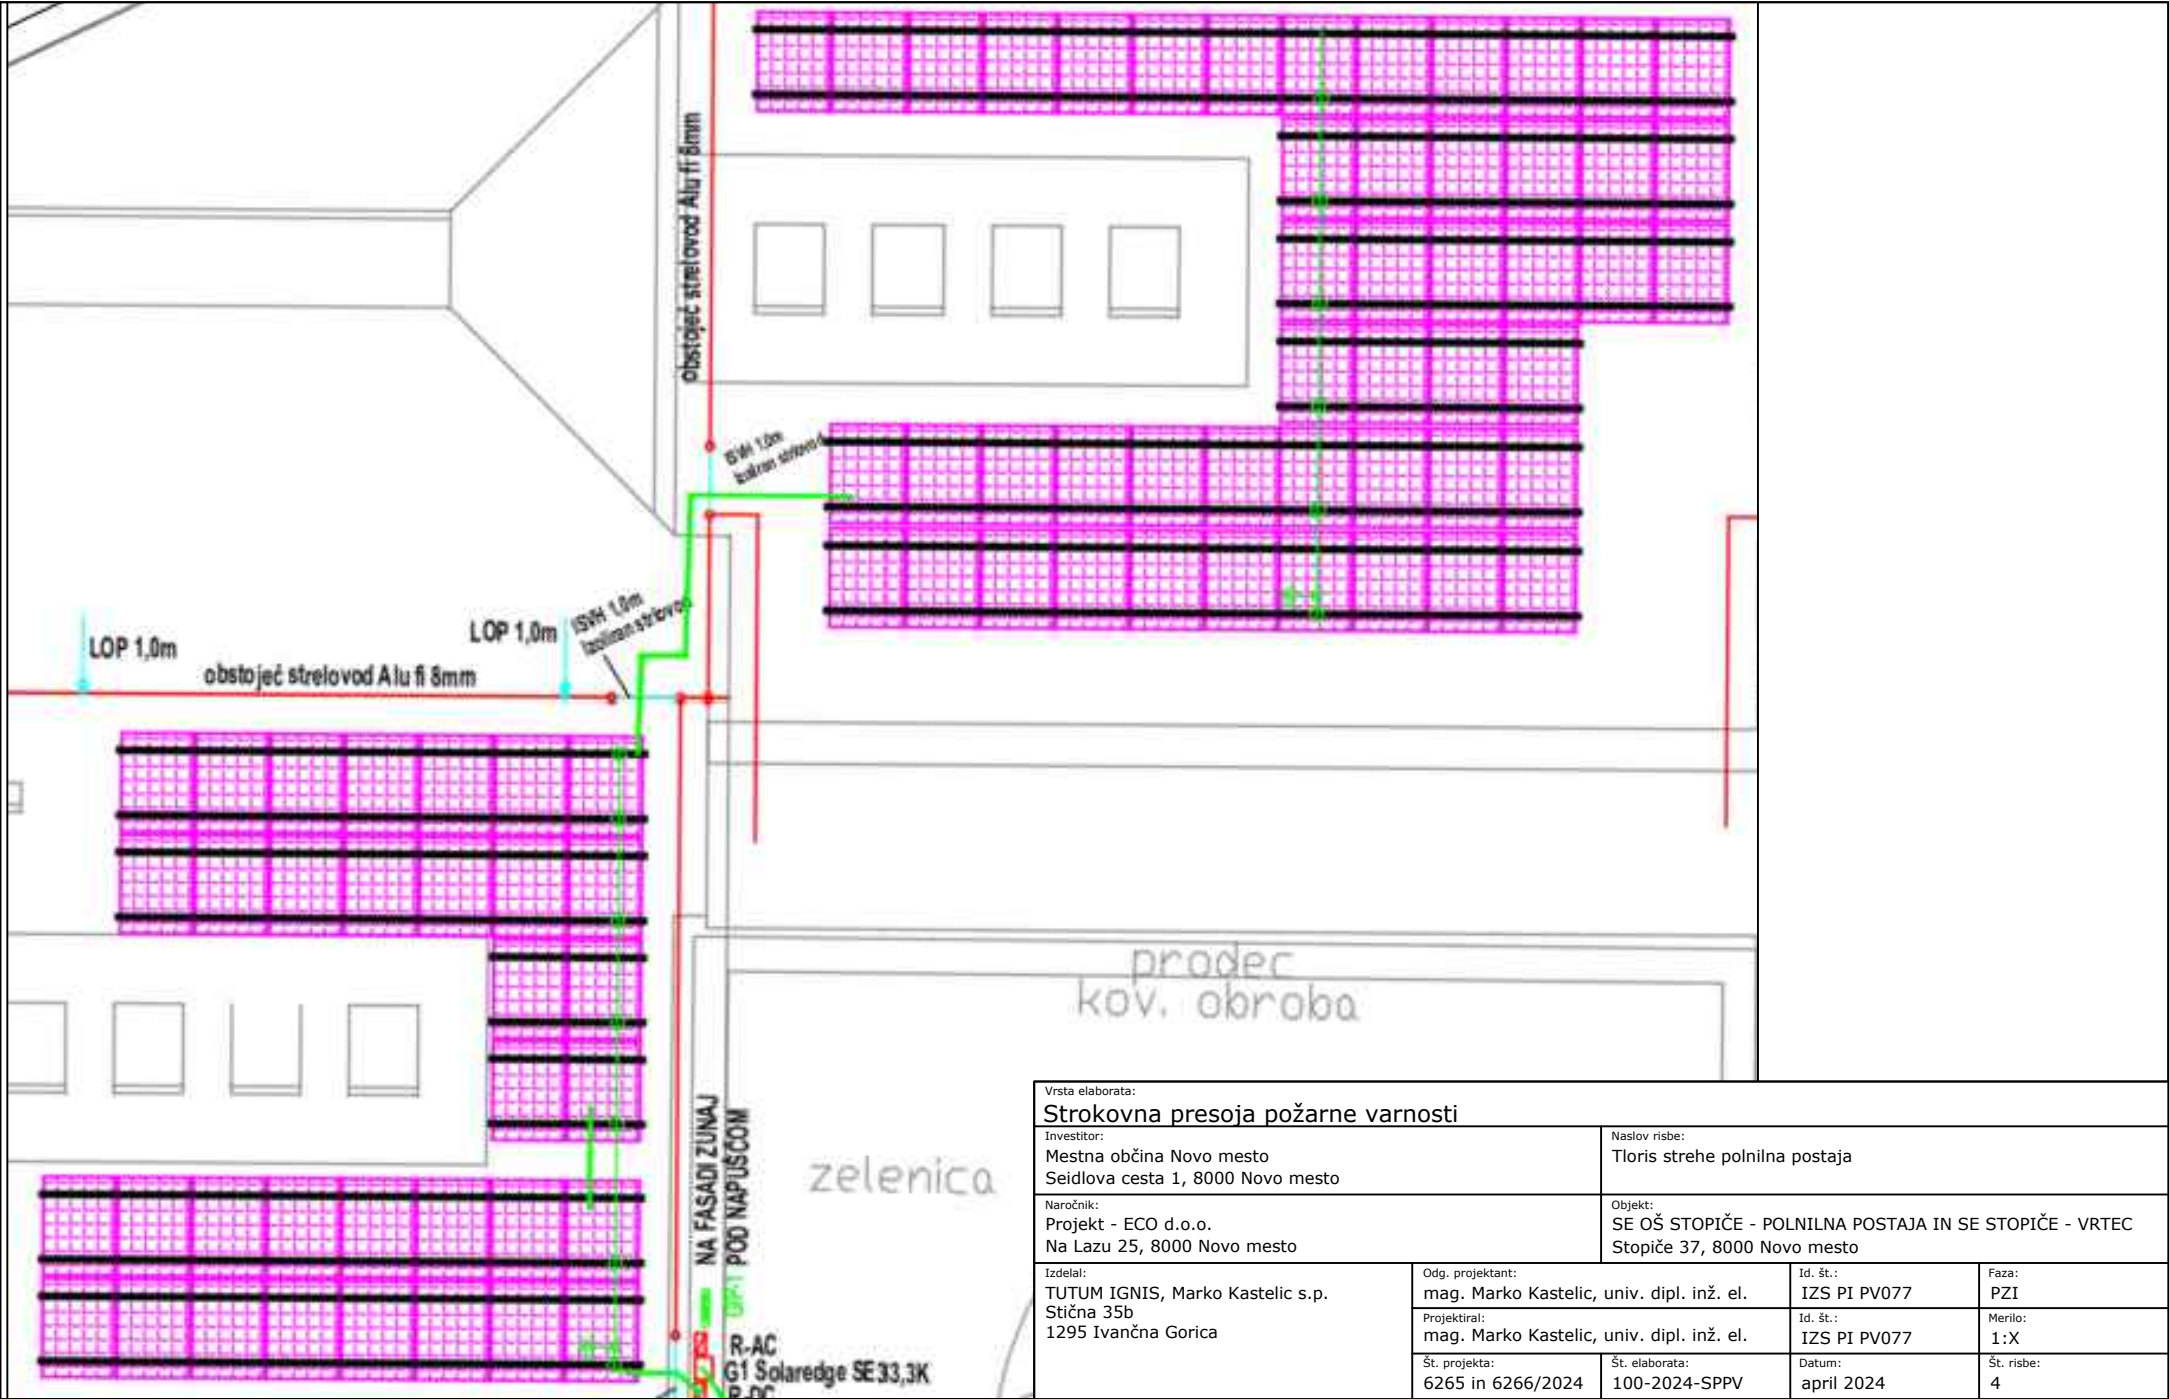 obstoječ strelovod Alu fi 8mm
ISVH 1,0m
izoliran strlovod
LOP 1,0m
LOP 1,0m
ISVH 1,0m
izoliran strlovod
obstoječ strelovod Alu fi 8mm
prodec
kov. obroba
zelenica
NA FASADI ZUNAJ
POD NAPUŠČOM
R-AC
G1 Solaredge SE33,3K
R-DC
Vrsta elaborata:
Strokovna presoja požarne varnosti
Investitor:
Mestna občina Novo mesto
Seidlova cesta 1, 8000 Novo mesto
Naslov risbe:
Tloris strehe polnilna postaja
Naročnik:
Projekt - ECO d.o.o.
Na Lazu 25, 8000 Novo mesto
Objekt:
SE OŠ STOPIČE - POLNILNA POSTAJA IN SE STOPIČE - VRTEC
Stopiče 37, 8000 Novo mesto
Izdelal:
TUTUM IGNIS, Marko Kastelic s.p.
Stična 35b
1295 Ivančna Gorica
Odg. projektant:
mag. Marko Kastelic, univ. dipl. inž. el.
Id. št.:
IZS PI PV077
Faza:
PZI
Projektiral:
mag. Marko Kastelic, univ. dipl. inž. el.
Id. št.:
IZS PI PV077
Merilo:
1:X
Št. projekta:
6265 in 6266/2024
Št. elaborata:
100-2024-SPPV
Datum:
april 2024
Št. risbe:
4